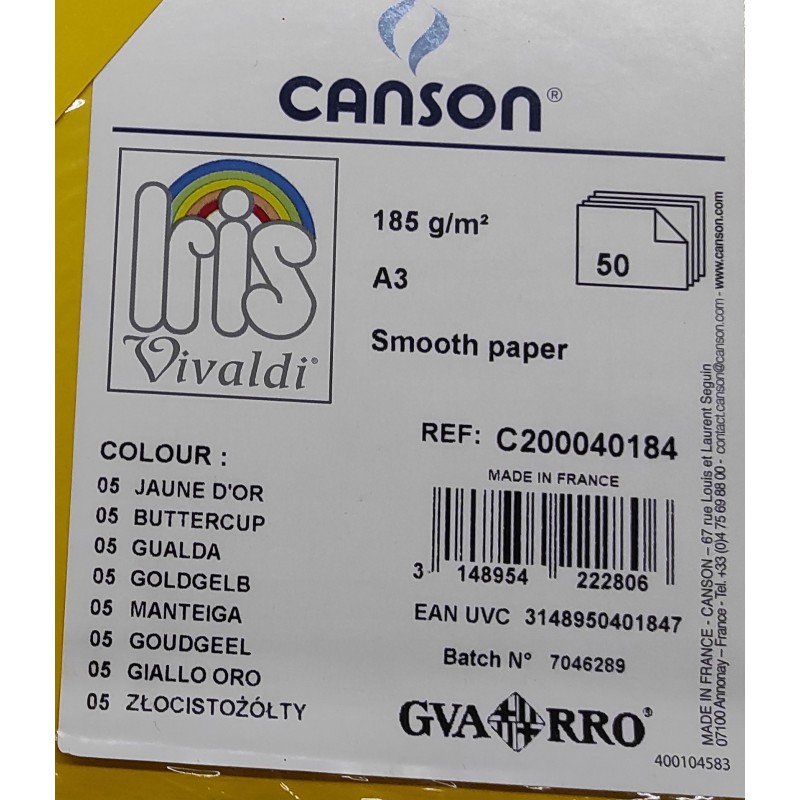 CANSON®
Iris
Vivaldi®
185 g/m²
A3
Smooth paper
50
REF: C200040184
MADE IN FRANCE
3 148954 222806
EAN UVC 3148950401847
Batch N° 7046289
GVARRO®
400104583
COLOUR :
05 JAUNE D'OR
05 BUTTERCUP
05 GUALDA
05 GOLDGELB
05 MANTEIGA
05 GOUDGEEL
05 GIALLO ORO
05 ZŁOCISTOŻÓŁTY
MADE IN FRANCE - CANSON – 67 rue Louis et Laurent Seguin
07100 Annonay – France - Tel. +33 (0)4 75 69 88 00 - contact.canson@canson.com - www.canson.com